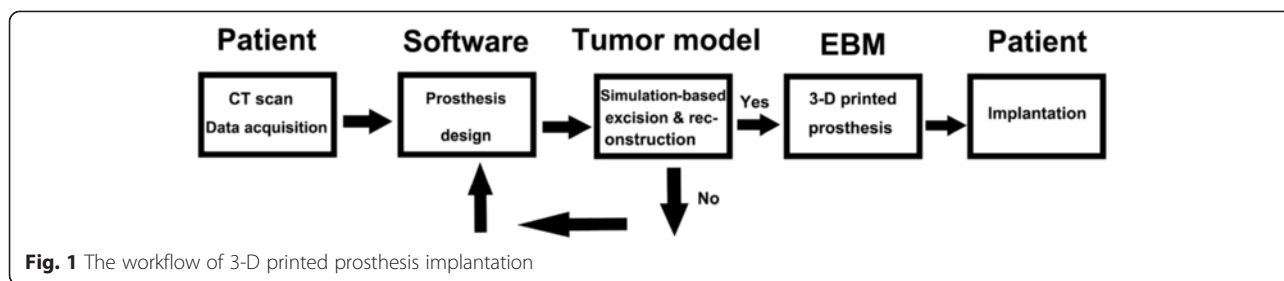 Patient
Software
Tumor model
EBM
Patient
CT scan
Data acquisition
Prosthesis
design
Simulation-based
excision & rec-
onstruction
Yes
3-D printed
prosthesis
Implantation
No
Fig. 1 The workflow of 3-D printed prosthesis implantation